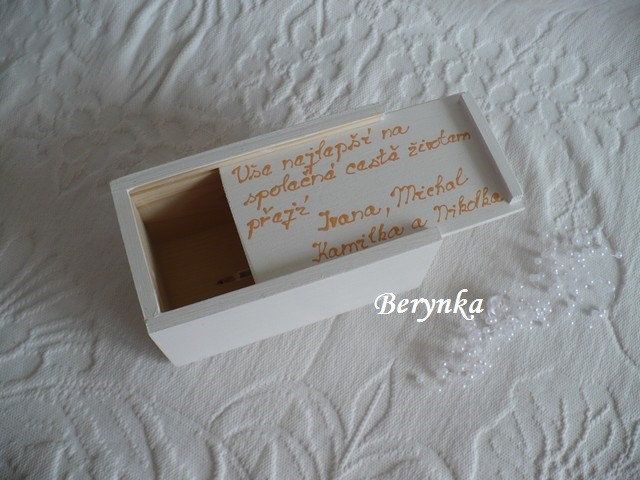 Vše nejlepší na
společné cestě životem
přejí Ivana, Michal
Kamilka a Nikolka
Berynka